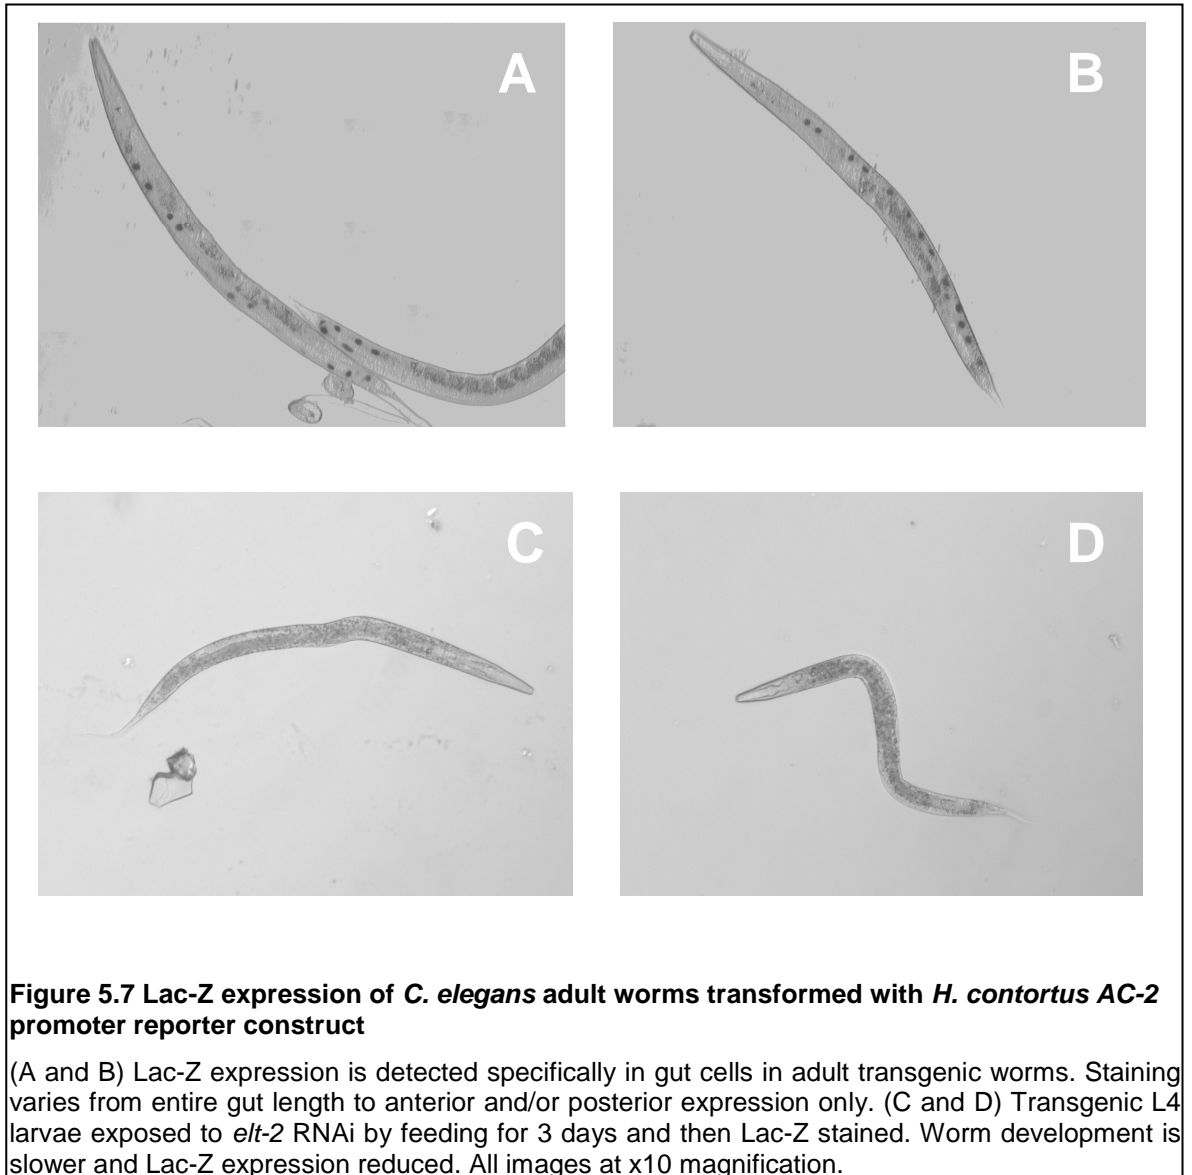 A
B
C
D
Figure 5.7 Lac-Z expression of C. elegans adult worms transformed with H. contortus AC-2
promoter reporter construct
(A and B) Lac-Z expression is detected specifically in gut cells in adult transgenic worms. Staining
varies from entire gut length to anterior and/or posterior expression only. (C and D) Transgenic L4
larvae exposed to elt-2 RNAi by feeding for 3 days and then Lac-Z stained. Worm development is
slower and Lac-Z expression reduced. All images at x10 magnification.